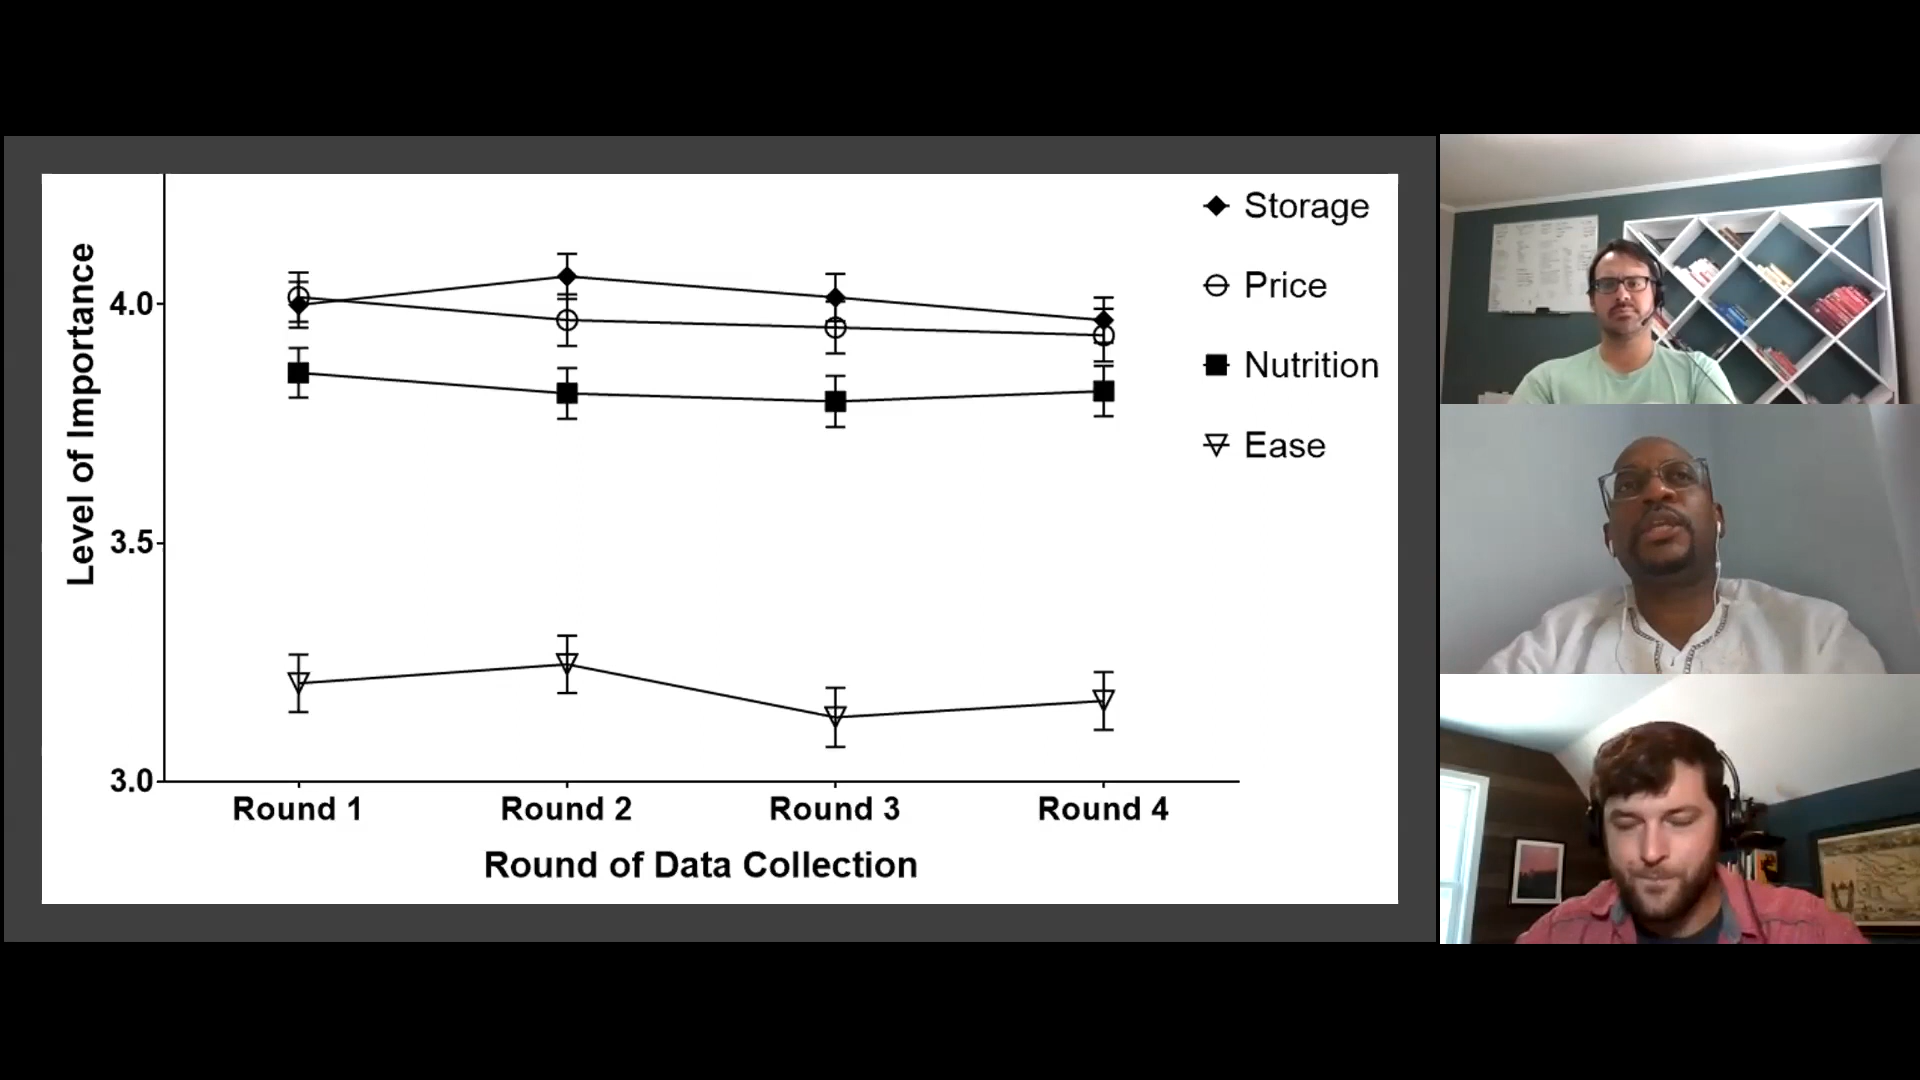 Storage
Price
Nutrition
Ease
Level of Importance
4.0
3.5
3.0
Round 1
Round 2
Round 3
Round 4
Round of Data Collection